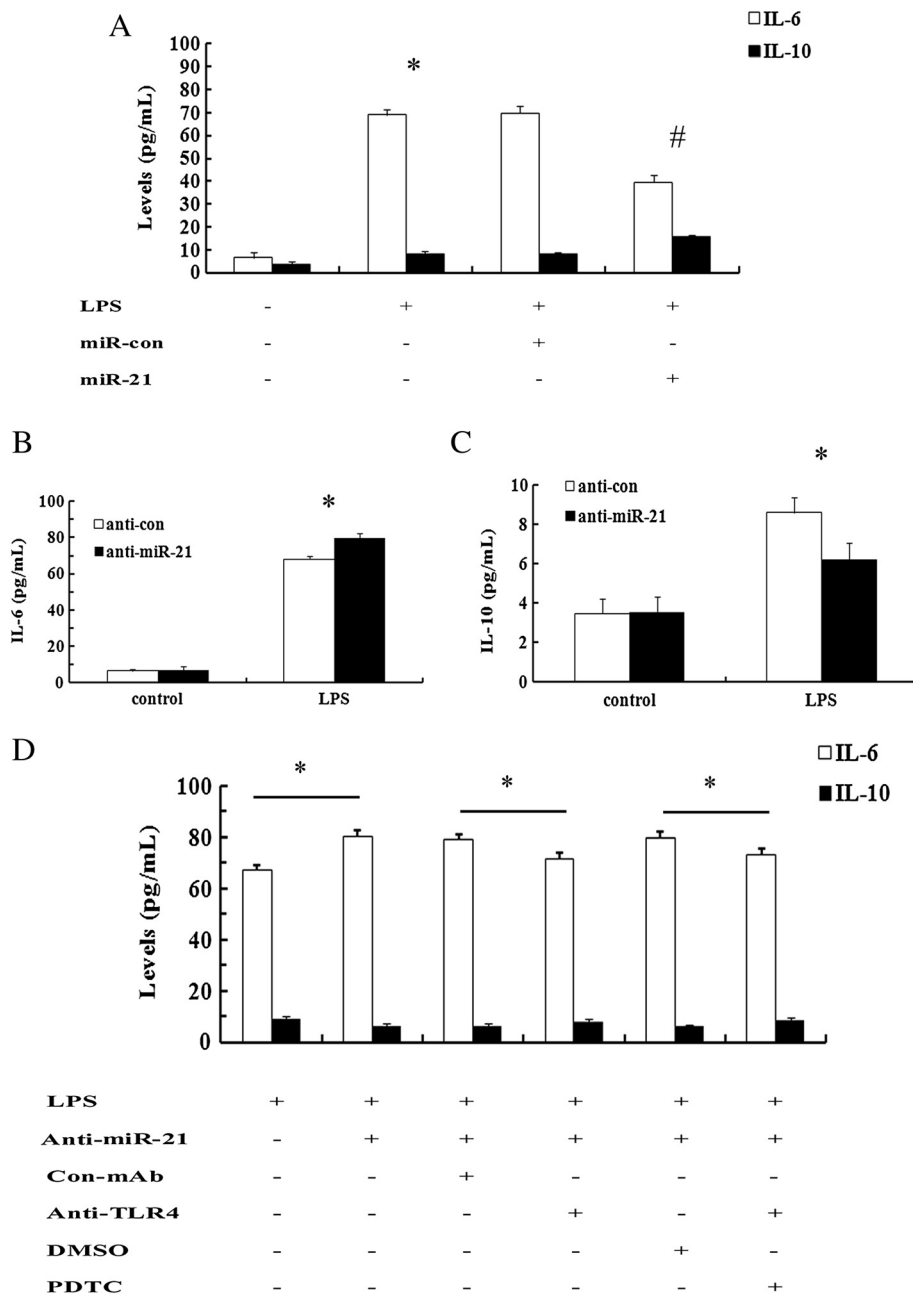 A
IL-6
IL-10
*
#
Levels (pg/mL)
100
90
80
70
60
50
40
30
20
10
0
LPS - + + +
miR-con - - + -
miR-21 - - - +
B
anti-con
anti-miR-21
*
IL-6 (pg/mL)
100
80
60
40
20
0
control LPS
C
anti-con
anti-miR-21
*
IL-10 (pg/mL)
10
8
6
4
2
0
control LPS
D
IL-6
IL-10
* * *
Levels (pg/mL)
100
80
60
40
20
0
LPS + + + + + +
Anti-miR-21 - + + + + +
Con-mAb - - + - - -
Anti-TLR4 - - - + - +
DMSO - - - - + -
PDTC - - - - - +